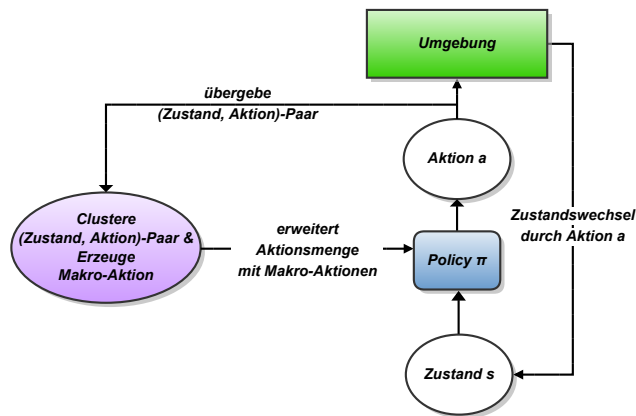 Umgebung
übergebe
(Zustand, Aktion)-Paar
Aktion a
Zustandswechsel
durch Aktion a
Clustere
(Zustand, Aktion)-Paar &
Erzeuge
Makro-Aktion
erweitert
Aktionsmenge
mit Makro-Aktionen
Policy π
Zustand s